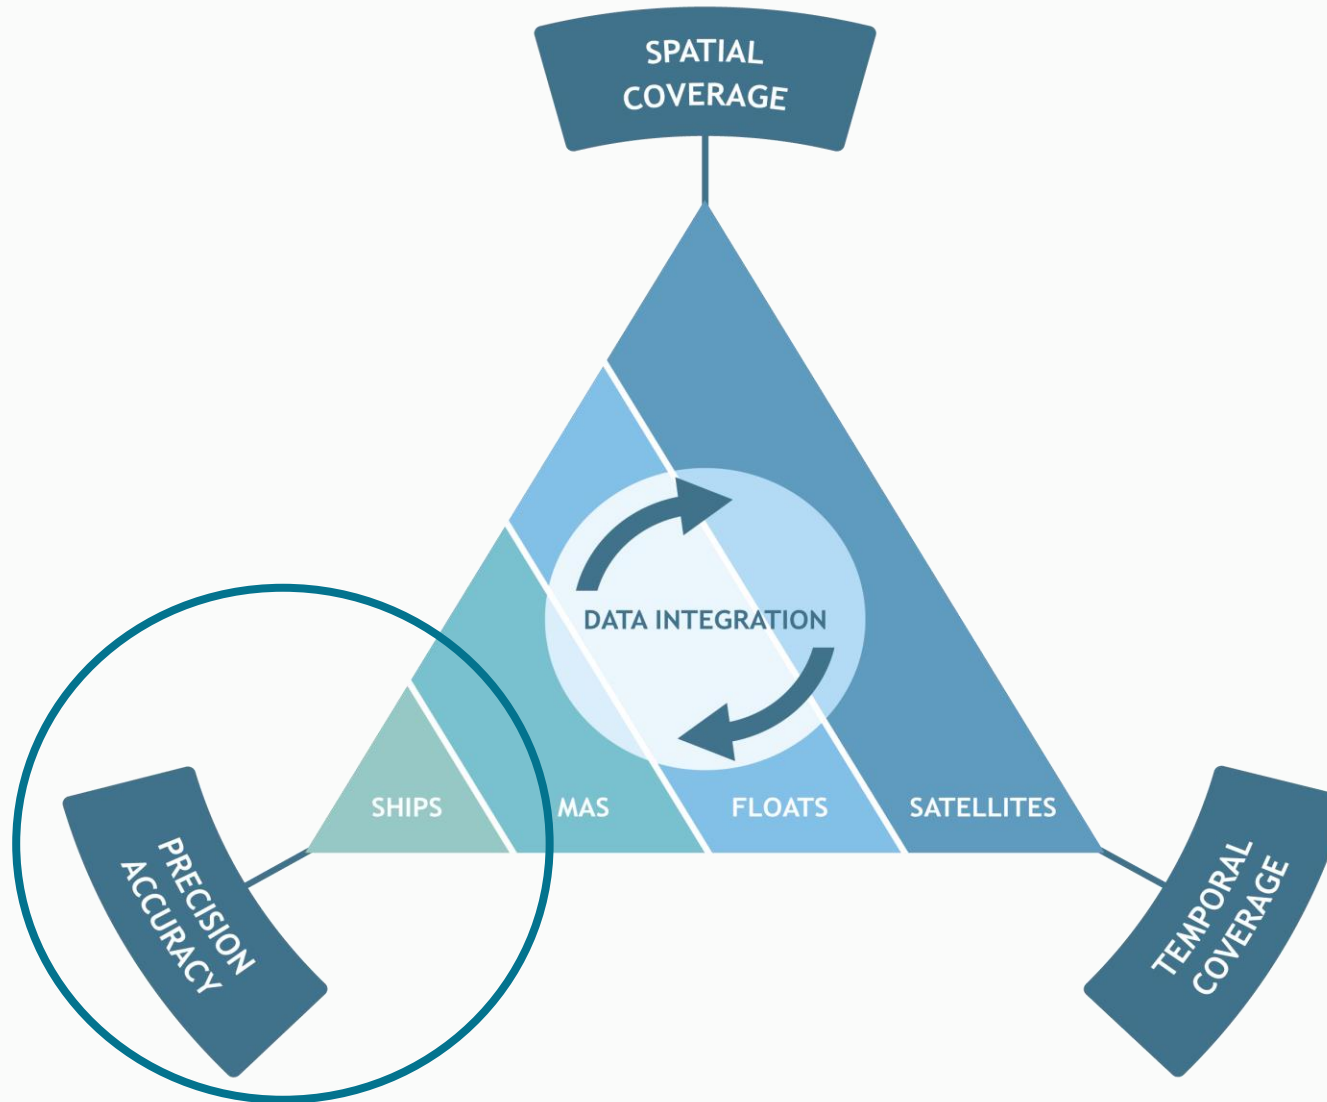 SPATIAL
COVERAGE
DATA INTEGRATION
SHIPS
MAS
FLOATS
SATELLITES
PRECISION
ACCURACY
TEMPORAL
COVERAGE